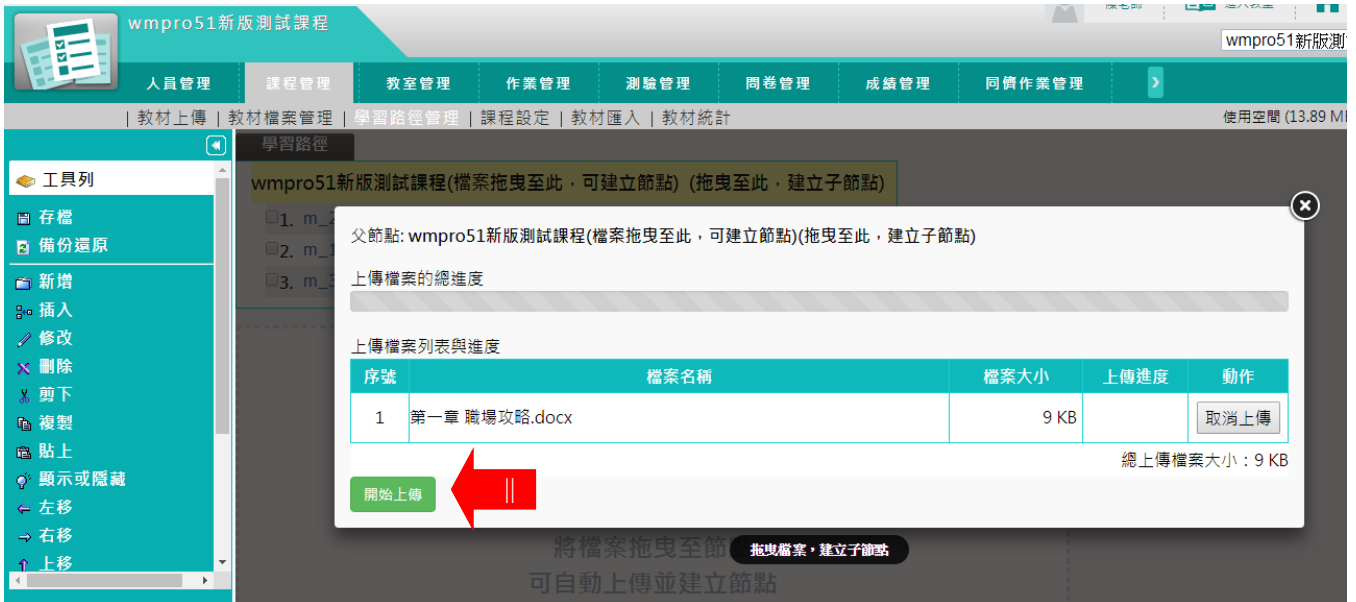 wmpro51新版測試課程
陳老師 進入教室
wmpro51新版測
人員管理 課程管理 教室管理 作業管理 測驗管理 問卷管理 成績管理 同儕作業管理
| 教材上傳 | 教材檔案管理 | 學習路徑管理 | 課程設定 | 教材匯入 | 教材統計
使用空間 (13.89 M
學習路徑
工具列
存檔
備份還原
新增
插入
修改
刪除
剪下
複製
貼上
顯示或隱藏
左移
右移
上移
wmpro51新版測試課程(檔案拖曳至此，可建立節點) (拖曳至此，建立子節點)
1. m_2
2. m_1
3. m_3
父節點: wmpro51新版測試課程(檔案拖曳至此，可建立節點)(拖曳至此，建立子節點)
上傳檔案的總進度
上傳檔案列表與進度
序號 檔案名稱 檔案大小 上傳進度 動作
1 第一章 職場攻略.docx 9 KB 取消上傳
總上傳檔案大小：9 KB
開始上傳
||
將檔案拖曳至節
拖曳檔案，建立子節點
可自動上傳並建立節點